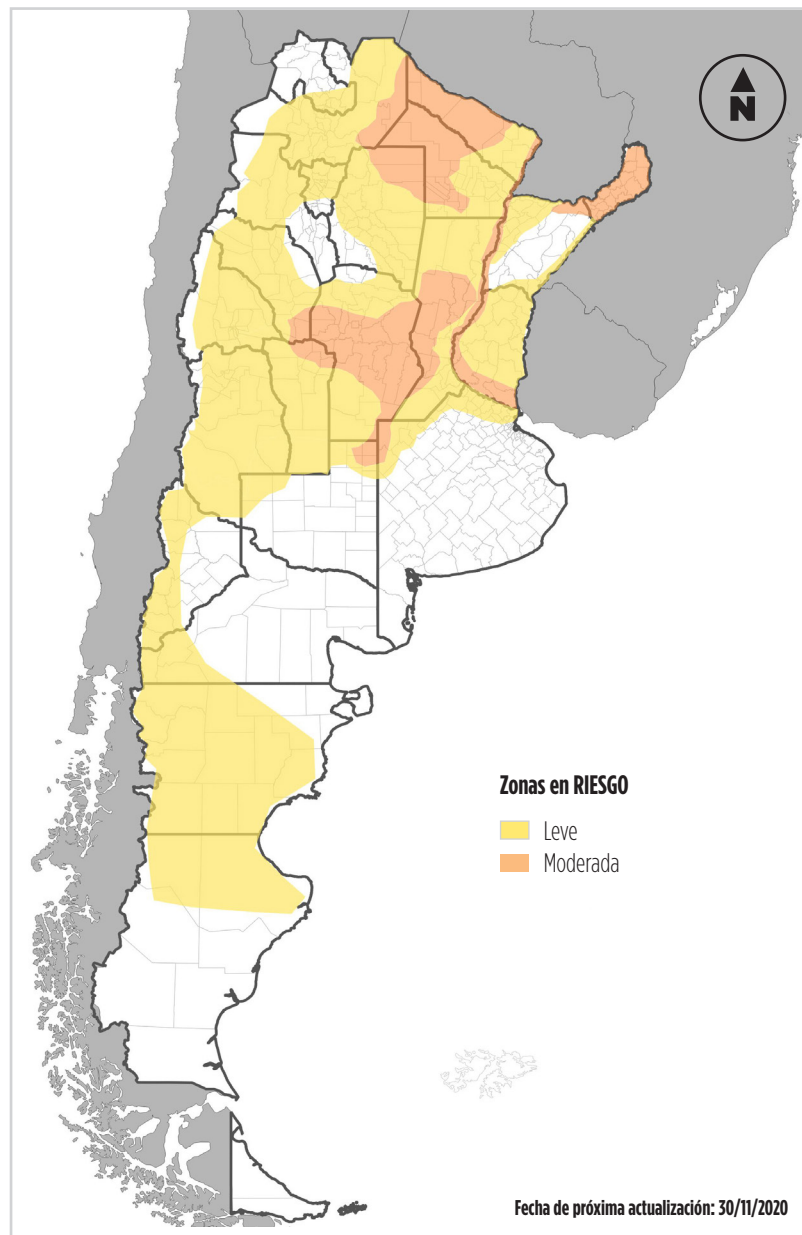 N
Zonas en RIESGO
Leve
Moderada
Fecha de próxima actualización: 30/11/2020